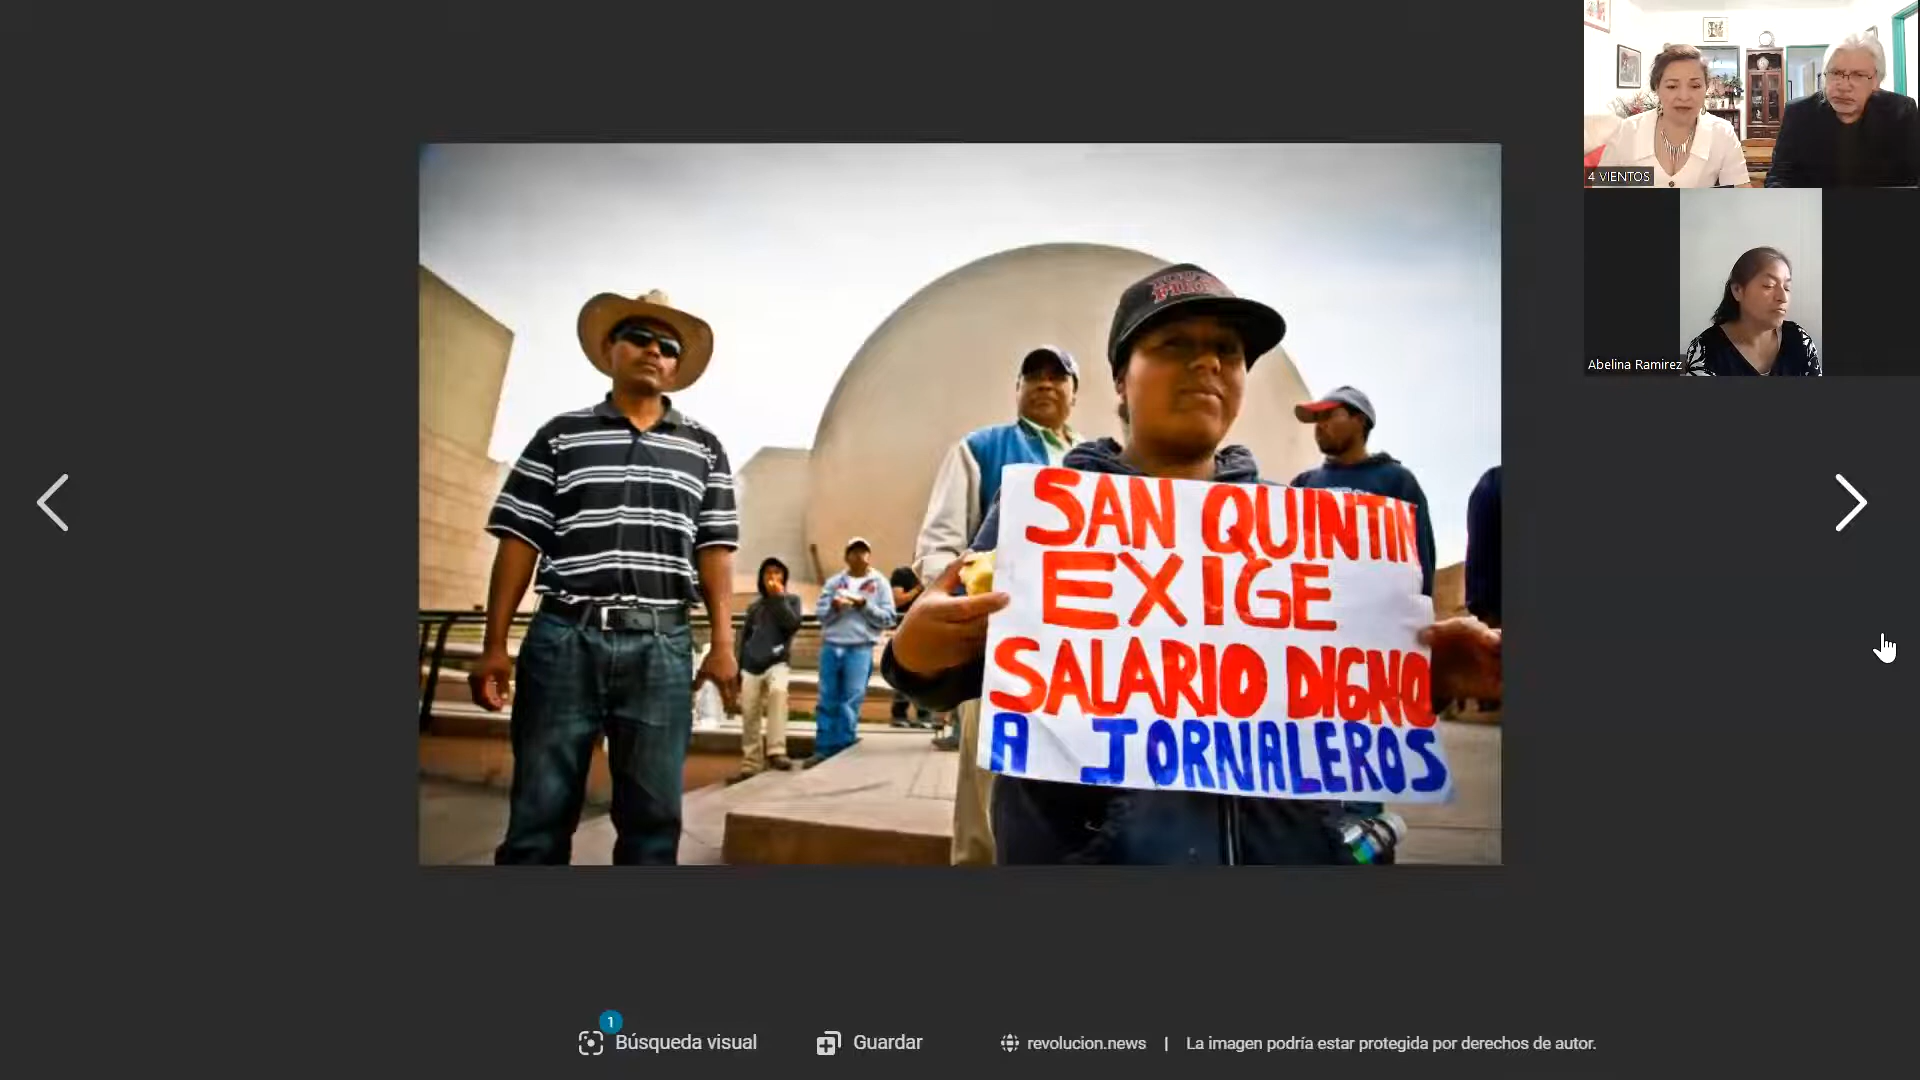 4 VIENTOS
Abelina Ramirez
SAN QUINTIN
EXIGE
SALARIO DIGNO
A JORNALEROS
1
Búsqueda visual
Guardar
revolucion.news | La imagen podría estar protegida por derechos de autor.